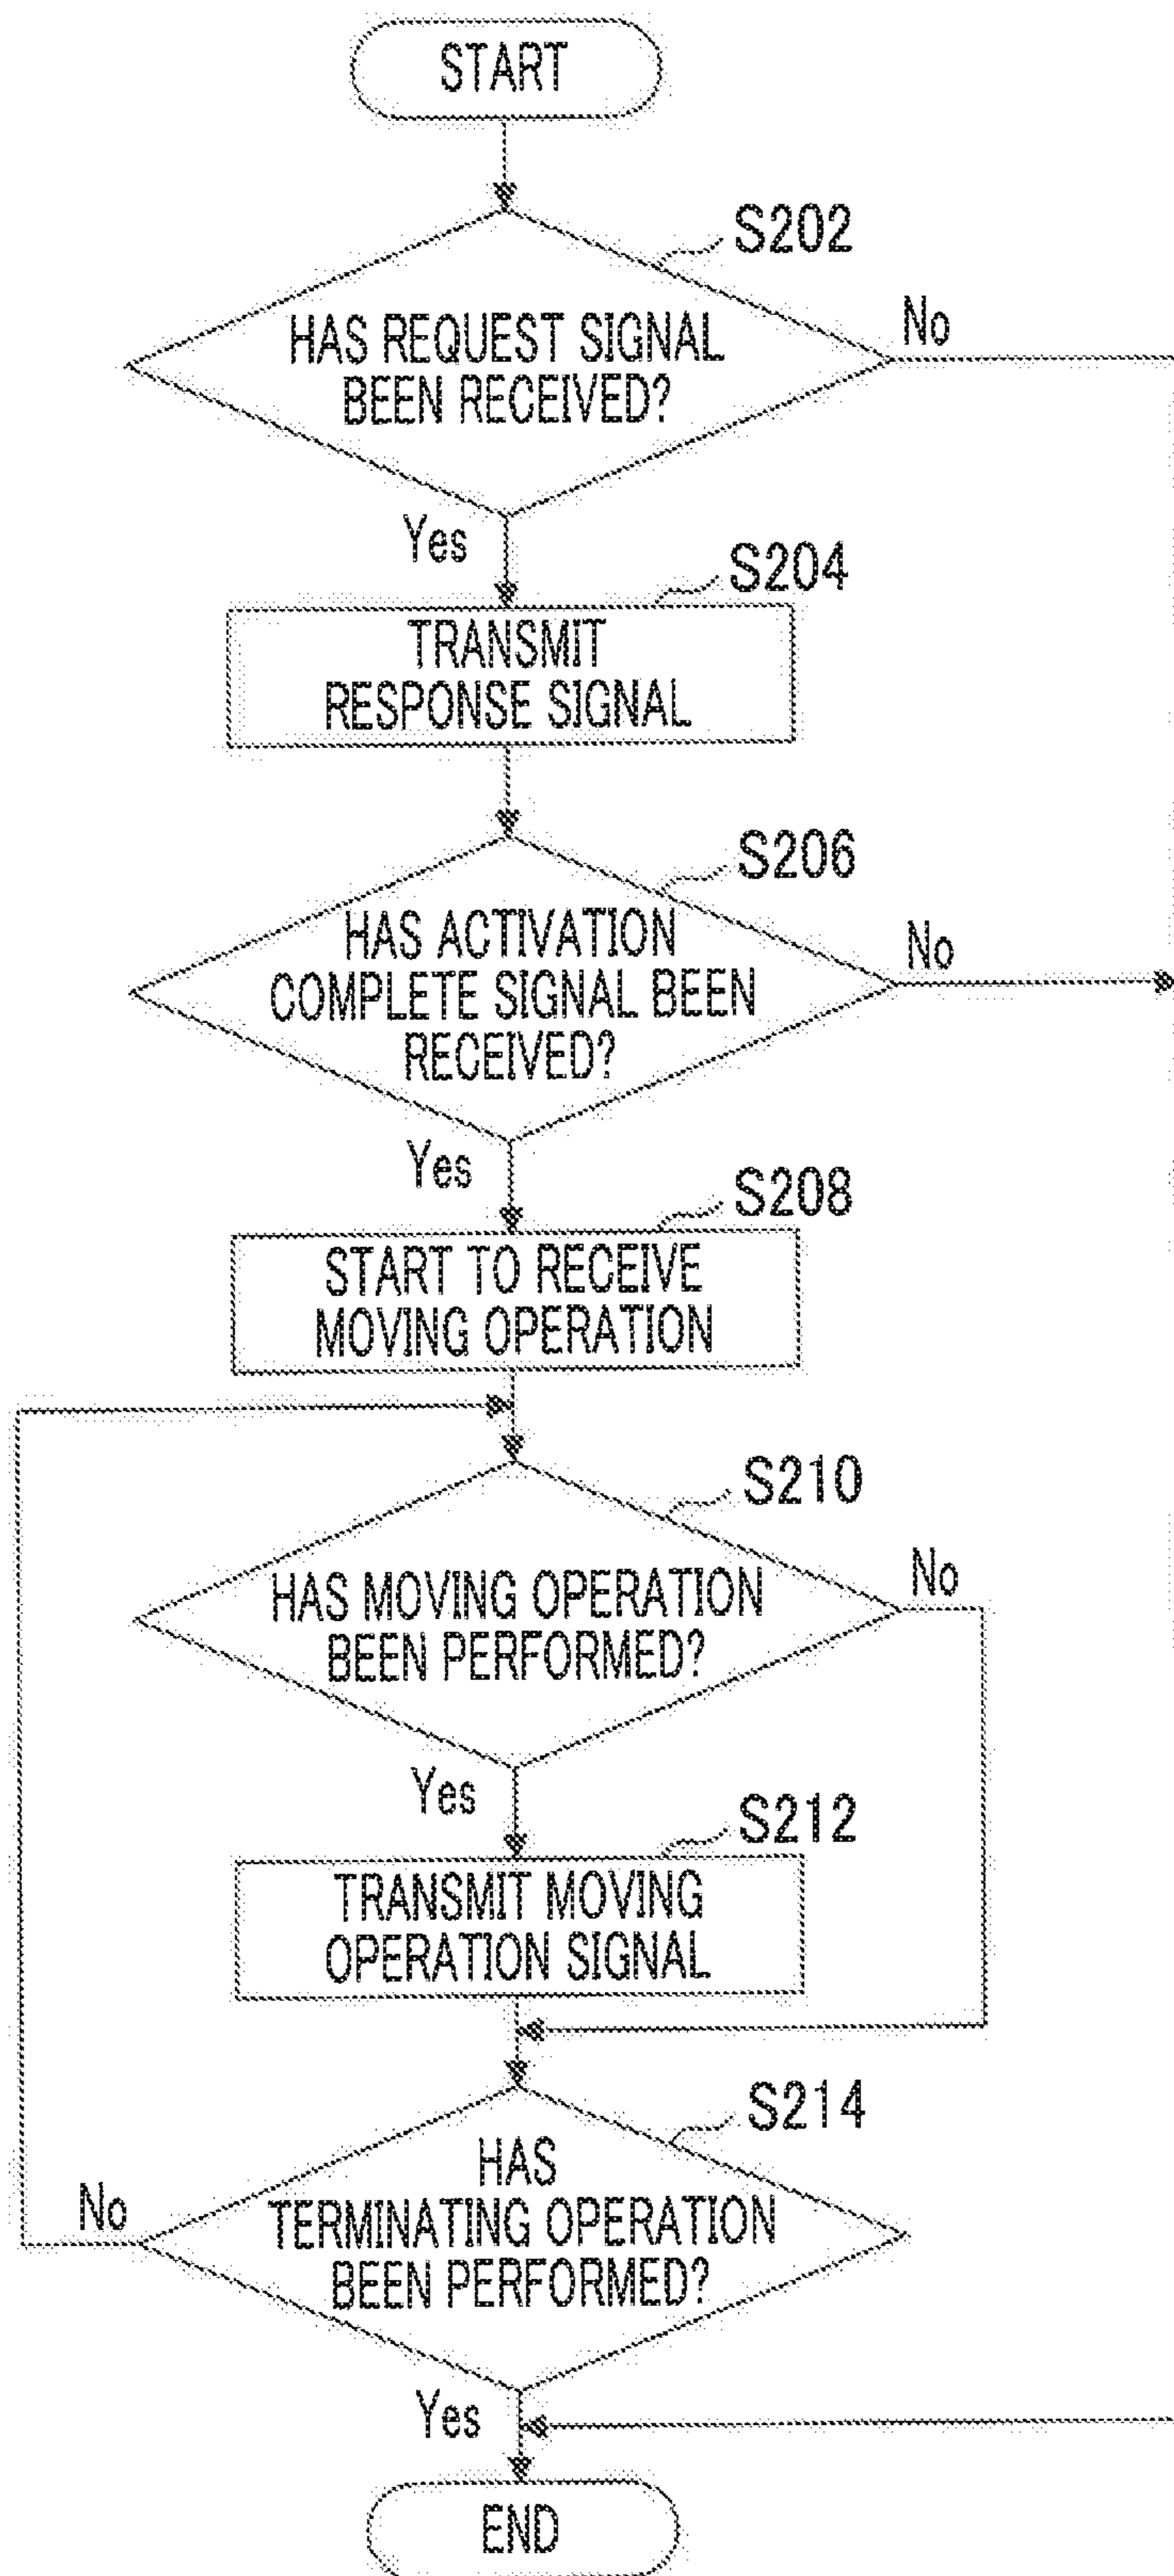 START
S202
HAS REQUEST SIGNAL
BEEN RECEIVED?
No
Yes
S204
TRANSMIT
RESPONSE SIGNAL
S206
HAS ACTIVATION
COMPLETE SIGNAL BEEN
RECEIVED?
No
Yes
S208
START TO RECEIVE
MOVING OPERATION
S210
HAS MOVING OPERATION
BEEN PERFORMED?
No
Yes
S212
TRANSMIT MOVING
OPERATION SIGNAL
S214
HAS
TERMINATING OPERATION
BEEN PERFORMED?
No
Yes
END